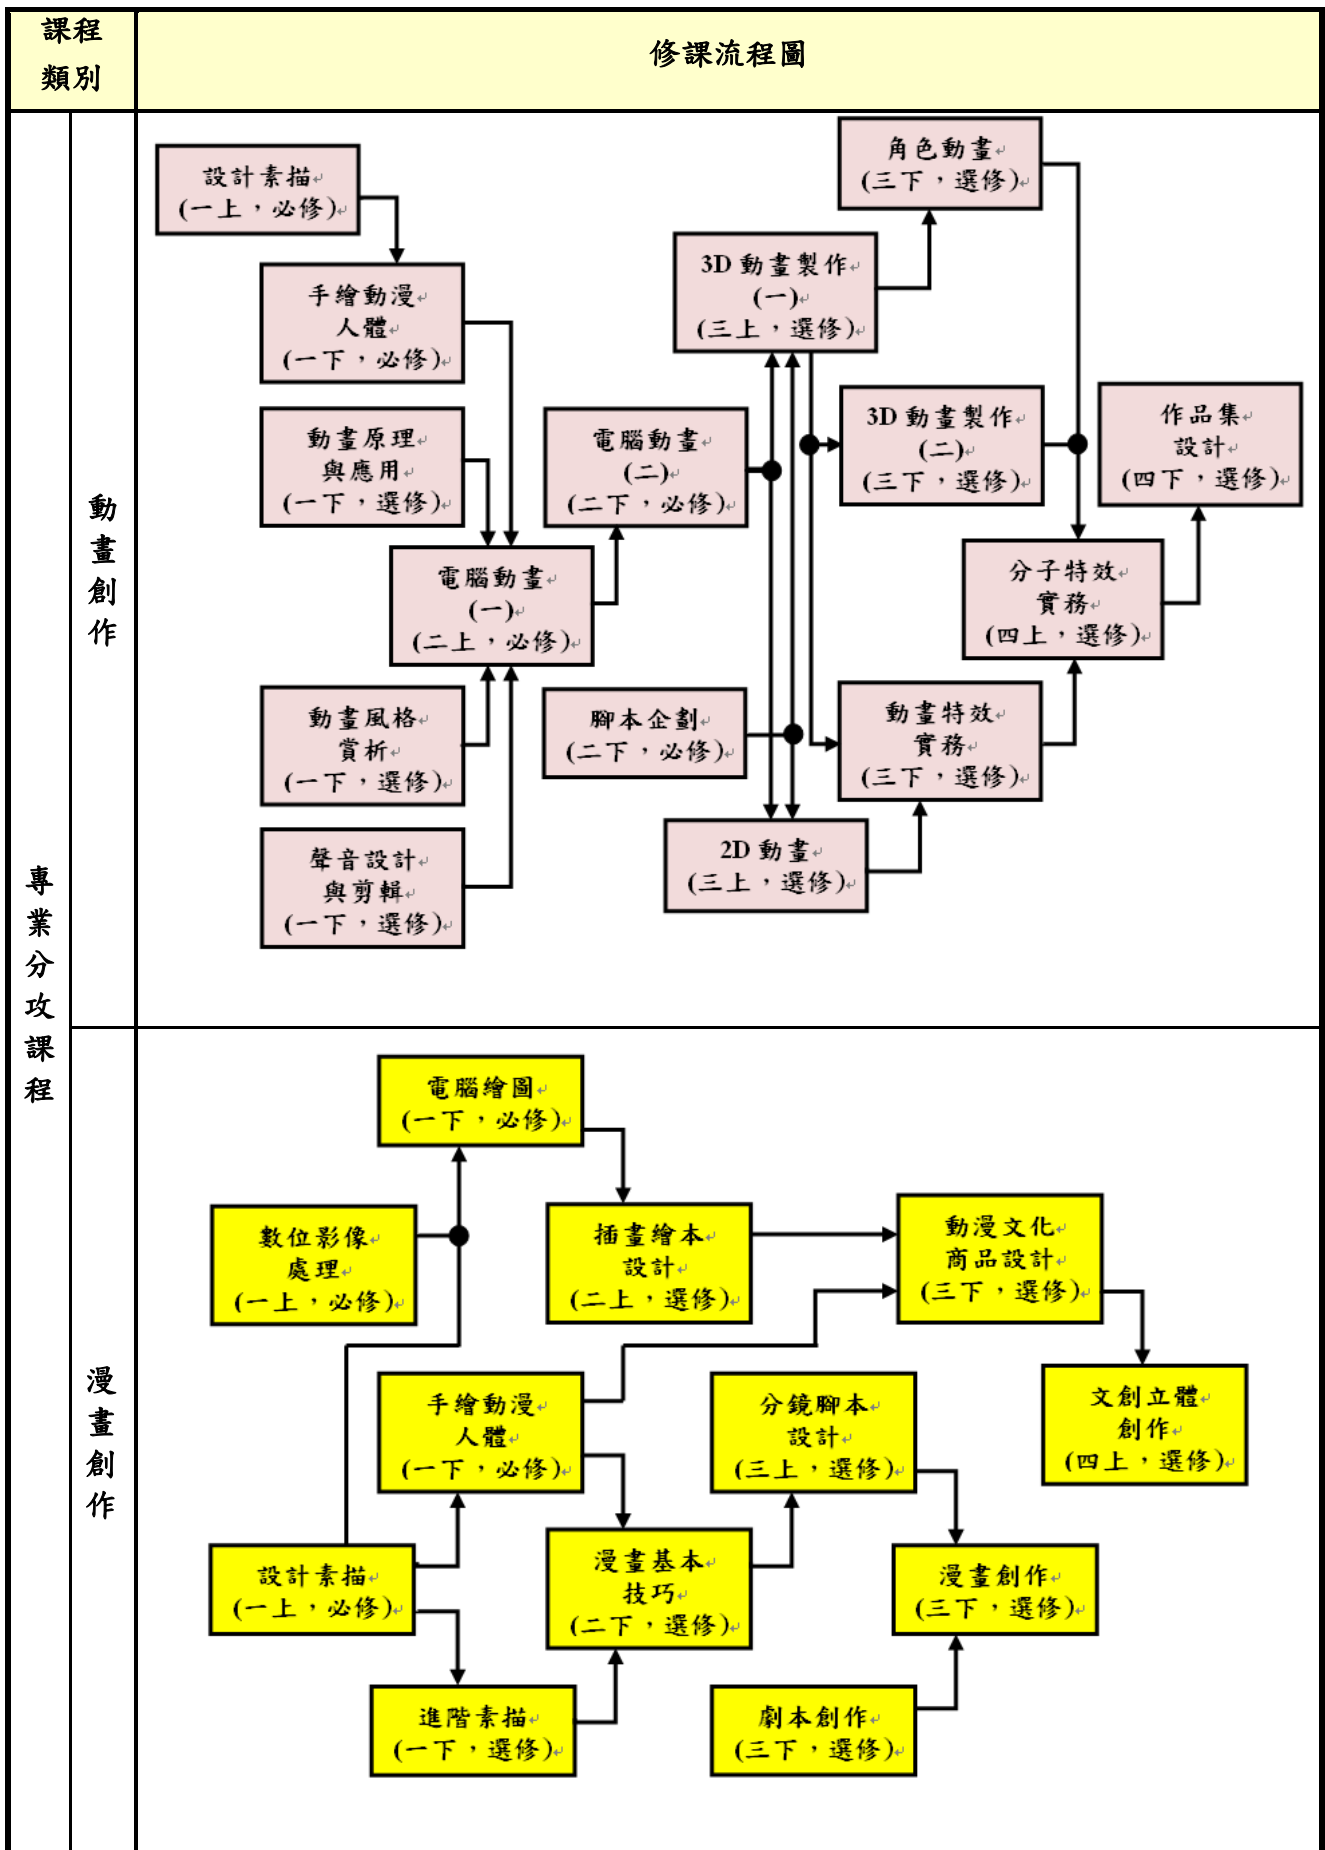 課程
類別
修課流程圖
專業分攻課程
動畫創作
設計素描
(一上，必修)
手繪動漫
人體
(一下，必修)
動畫原理
與應用
(一下，選修)
電腦動畫
(一)
(二上，必修)
動畫風格
賞析
(一下，選修)
聲音設計
與剪輯
(一下，選修)
電腦動畫
(二)
(二下，必修)
腳本企劃
(二下，必修)
3D 動畫製作
(一)
(三上，選修)
2D 動畫
(三上，選修)
角色動畫
(三下，選修)
3D 動畫製作
(二)
(三下，選修)
動畫特效
實務
(三下，選修)
分子特效
實務
(四上，選修)
作品集
設計
(四下，選修)
漫畫創作
電腦繪圖
(一下，必修)
數位影像
處理
(一上，必修)
插畫繪本
設計
(二上，選修)
動漫文化
商品設計
(三下，選修)
手繪動漫
人體
(一下，必修)
分鏡腳本
設計
(三上，選修)
文創立體
創作
(四上，選修)
設計素描
(一上，必修)
漫畫基本
技巧
(二下，選修)
漫畫創作
(三下，選修)
進階素描
(一下，選修)
劇本創作
(三下，選修)